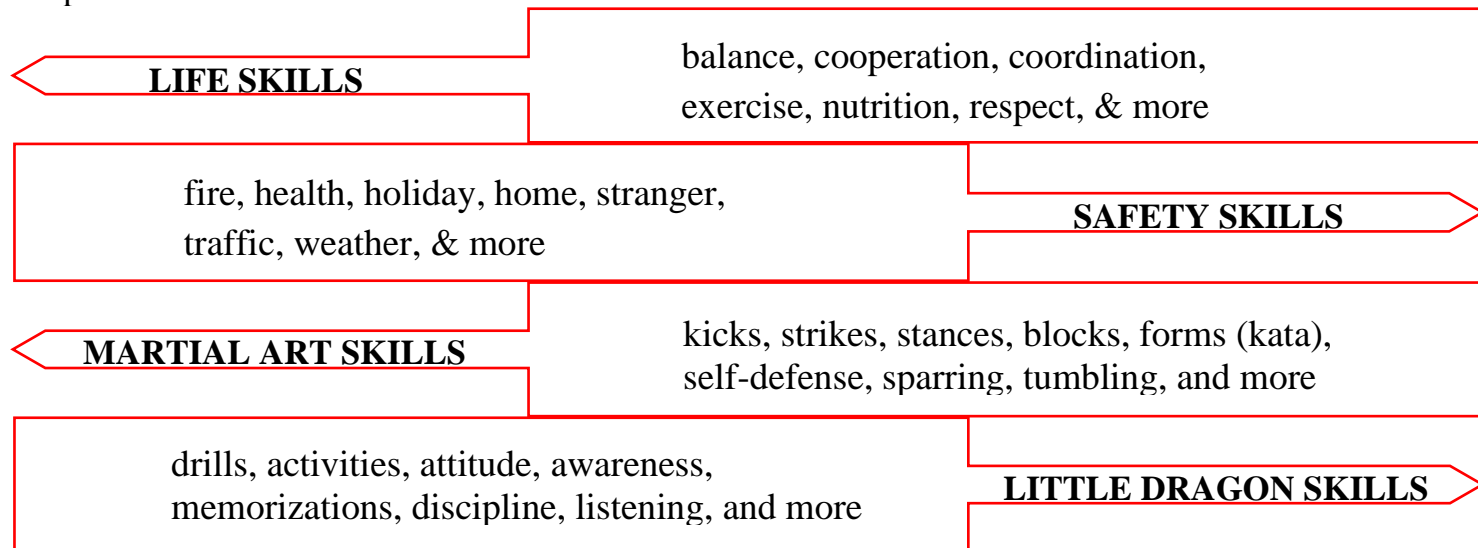 LIFE SKILLS
balance, cooperation, coordination,
exercise, nutrition, respect, & more
fire, health, holiday, home, stranger,
traffic, weather, & more
SAFETY SKILLS
MARTIAL ART SKILLS
kicks, strikes, stances, blocks, forms (kata),
self-defense, sparring, tumbling, and more
drills, activities, attitude, awareness,
memorizations, discipline, listening, and more
LITTLE DRAGON SKILLS